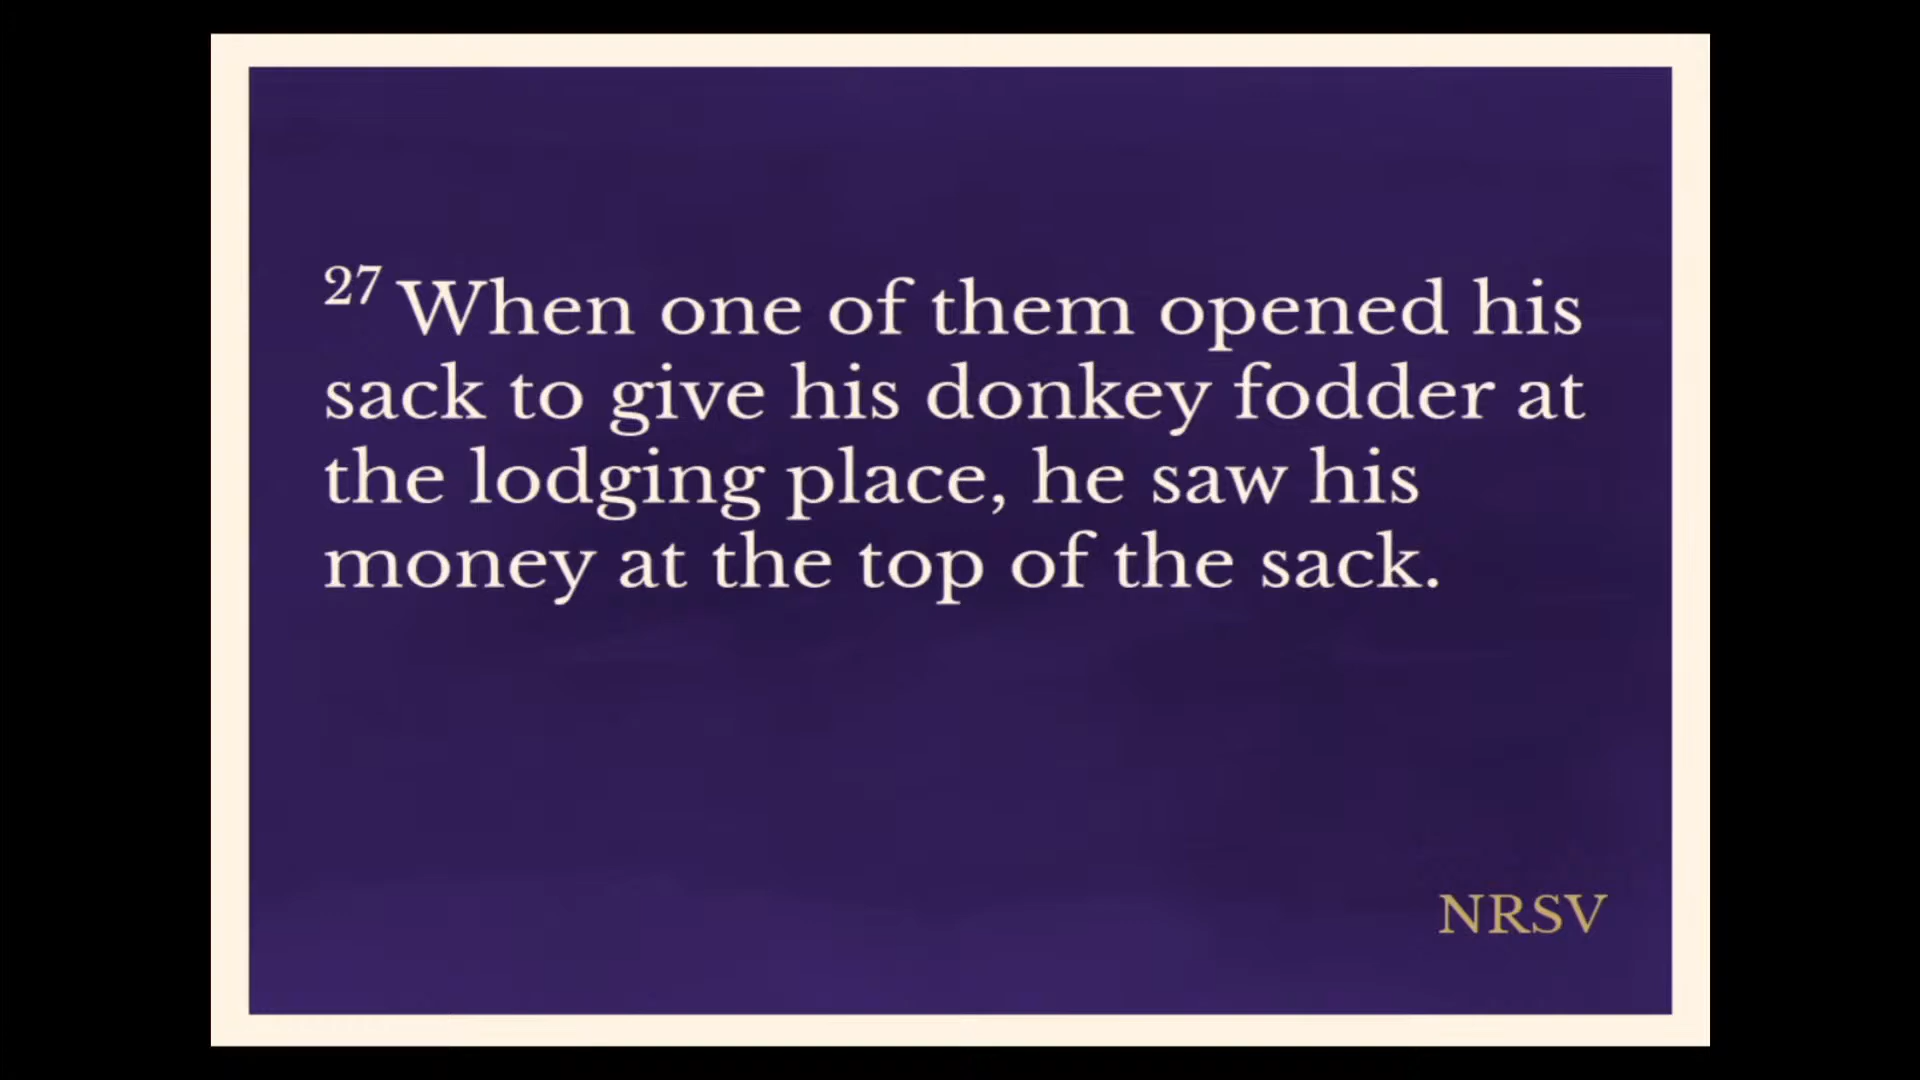 27 When one of them opened his
sack to give his donkey fodder at
the lodging place, he saw his
money at the top of the sack.
NRSV